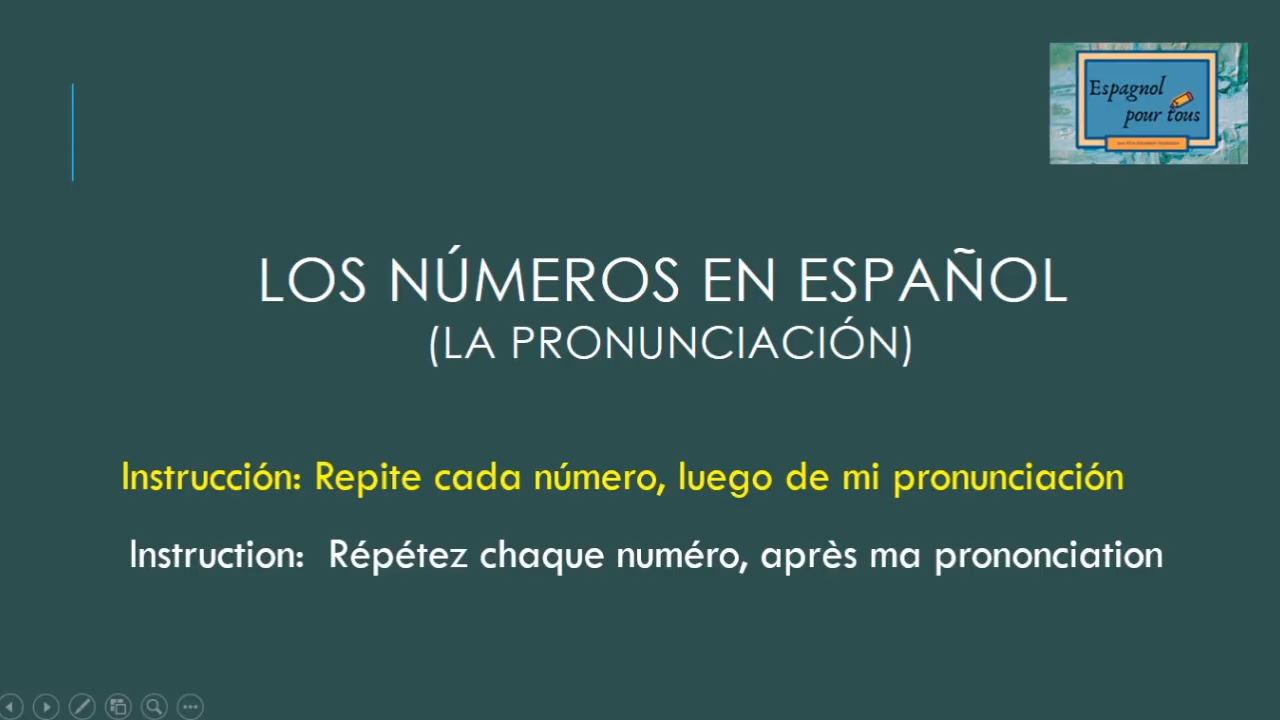 Espagnol
pour tous
LOS NÚMEROS EN ESPAÑOL
(LA PRONUNCIACIÓN)
Instrucción: Repite cada número, luego de mi pronunciación
Instruction: Répétez chaque numéro, après ma prononciation